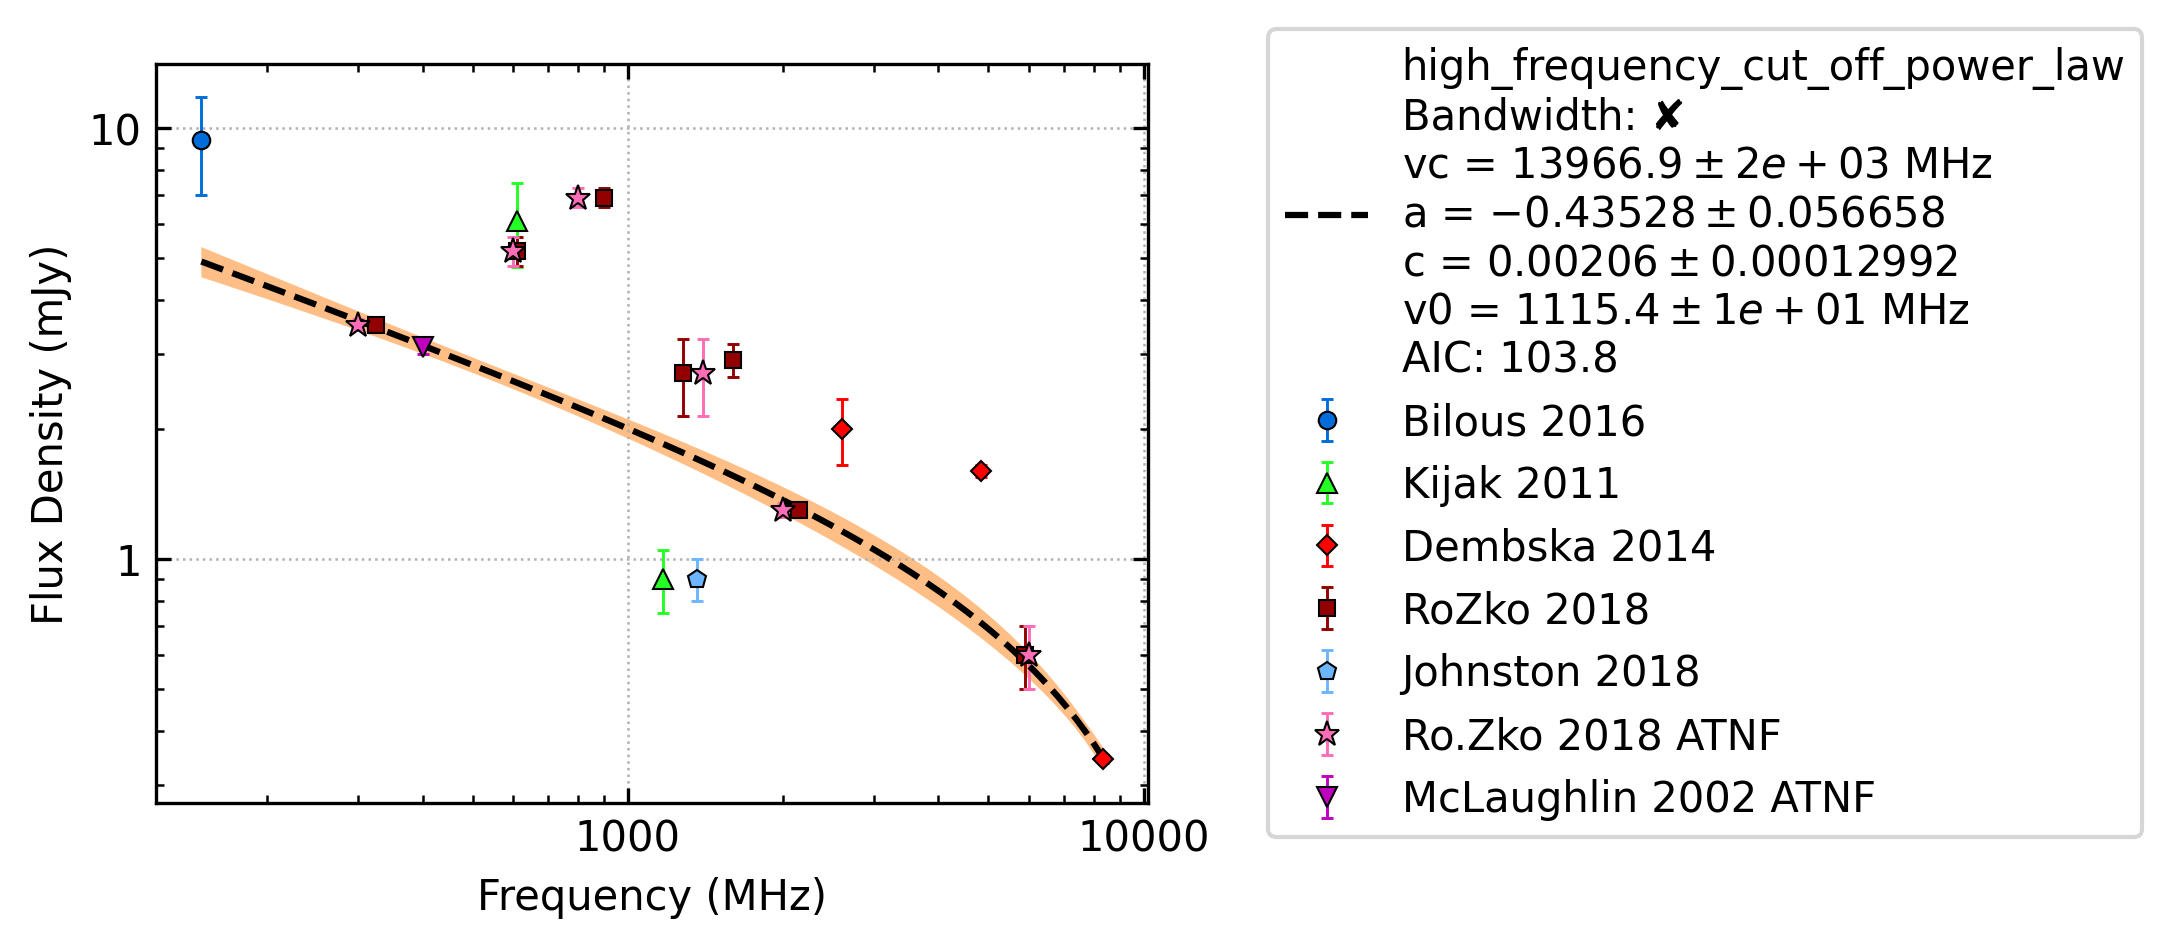 10
1
Flux Density (mJy)
1000
10000
Frequency (MHz)
high_frequency_cut_off_power_law
Bandwidth: ✘
vc = 13966.9 ± 2e + 03 MHz
a = −0.43528 ± 0.056658
c = 0.00206 ± 0.00012992
v0 = 1115.4 ± 1e + 01 MHz
AIC: 103.8
Bilous 2016
Kijak 2011
Dembska 2014
RoZko 2018
Johnston 2018
Ro.Zko 2018 ATNF
McLaughlin 2002 ATNF